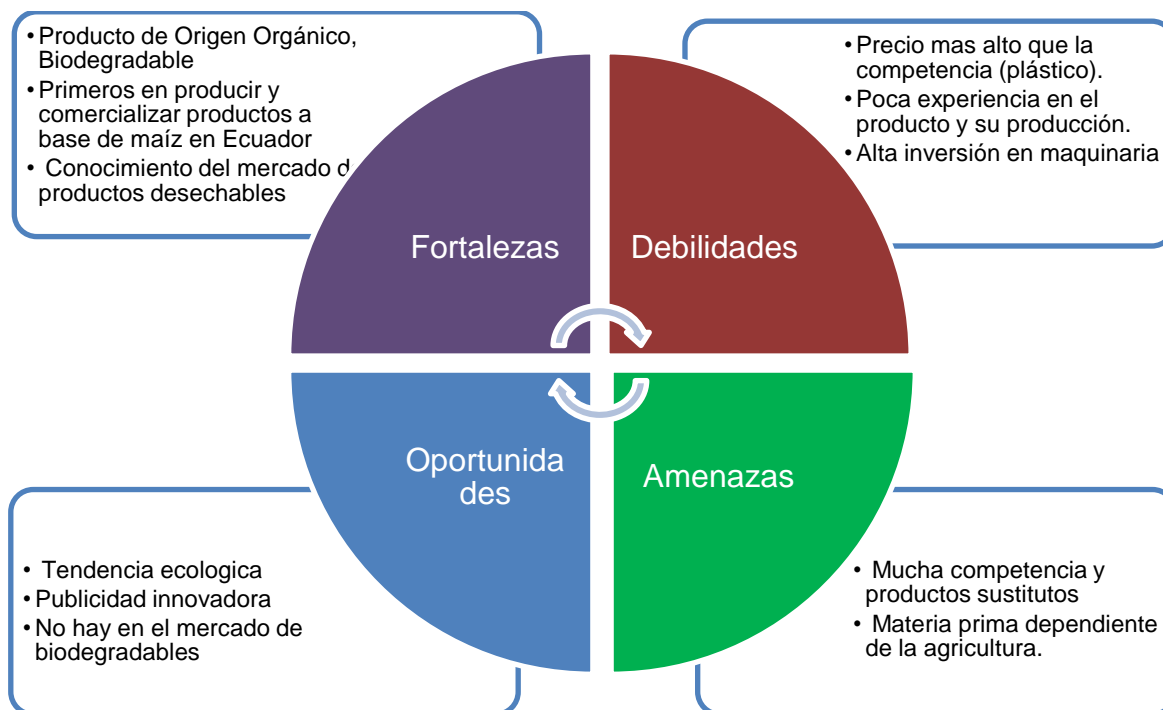 • Producto de Origen Orgánico,
Biodegradable
• Primeros en producir y
comercializar productos a
base de maíz en Ecuador
• Conocimiento del mercado
productos desechables
• Precio mas alto que la
competencia (plástico).
• Poca experiencia en el
producto y su producción.
• Alta inversión en maquinaria
Fortalezas
Debilidades
Oportunida
des
Amenazas
• Tendencia ecologica
• Publicidad innovadora
• No hay en el mercado de
biodegradables
• Mucha competencia y
productos sustitutos
• Materia prima dependiente
de la agricultura.